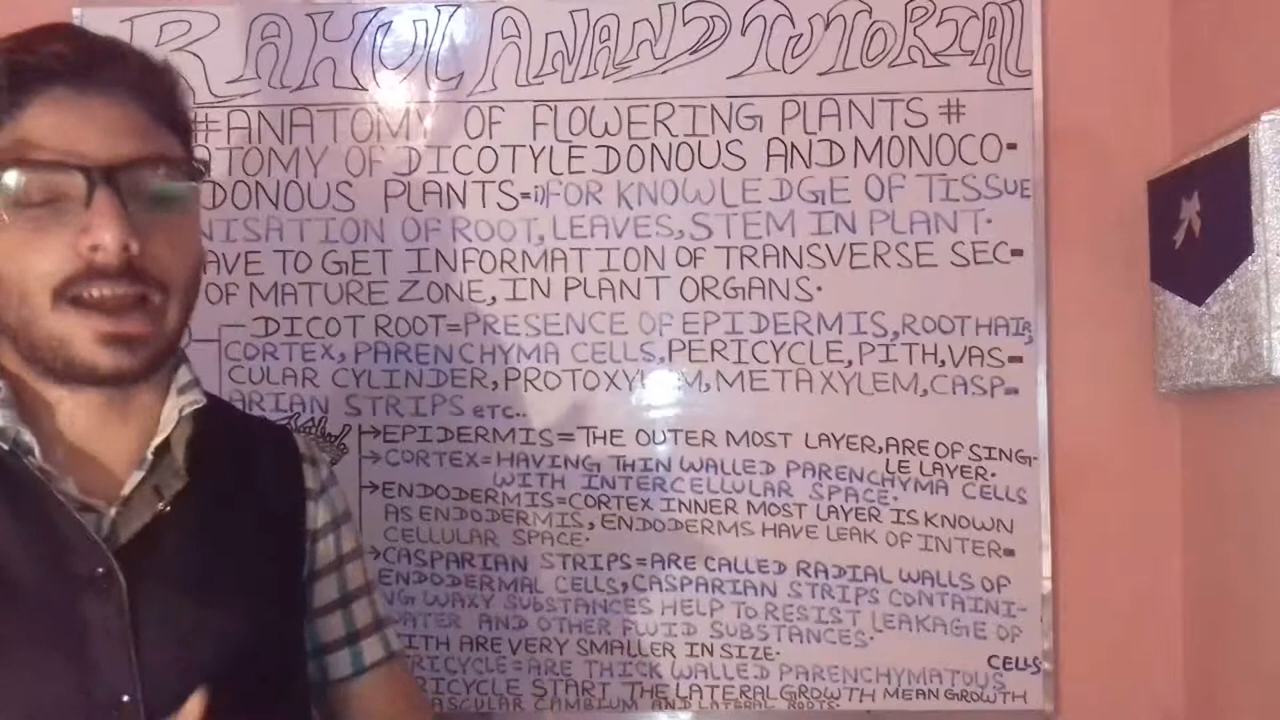 RAHUL ANAND TUTORIAL
#ANATOMY OF FLOWERING PLANTS #
ATOMY OF DICOTYLEDONOUS AND MONOCO-
DONOUS PLANTS=1)FOR KNOWLEDGE OF TISSUE
NISATION OF ROOT, LEAVES, STEM IN PLANT.
AVE TO GET INFORMATION OF TRANSVERSE SEC-
OF MATURE ZONE, IN PLANT ORGANS.
DICOT ROOT=PRESENCE OF EPIDERMIS, ROOT HAIR,
CORTEX, PARENCHYMA CELLS, PERICYCLE, PITH, VAS-
CULAR CYLINDER, PROTOXYLEM, METAXYLEM, CASP-
ARIAN STRIPS eTC..
→EPIDERMIS=THE OUTER MOST LAYER, ARE OF SING-
LE LAYER.
→CORTEX=HAVING THIN WALLED PARENCHYMA CELLS
WITH INTERCELLULAR SPACE.
→ENDODERMIS=CORTEX INNER MOST LAYER IS KNOWN
AS ENDODERMIS, ENDODERMS HAVE LEAK OF INTER-
CELLULAR SPACE.
→CASPARIAN STRIPS=ARE CALLED RADIAL WALLS OF
ENDODERMAL CELLS, CASPARIAN STRIPS CONTAINI-
NG WAXY SUBSTANCES HELP TO RESIST LEAKAGE OF
WATER AND OTHER FLUID SUBSTANCES.
ITH ARE VERY SMALLER IN SIZE.
RICYCLE=ARE THICK WALLED PARENCHYMATOUS CELLS
RICYCLE START THE LATERAL GROWTH MEAN GROWTH
ASCULAR CAMBIUM AND LATERAL ROOTS.